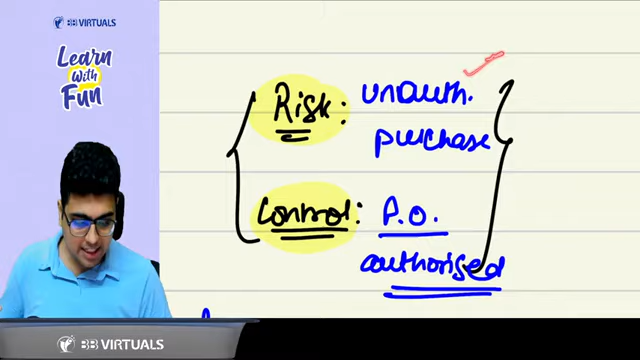 BB VIRTUALS
Learn
With
Fun
Risk: unauth.
purchase
Control: P.O.
authorised
BB VIRTUALS